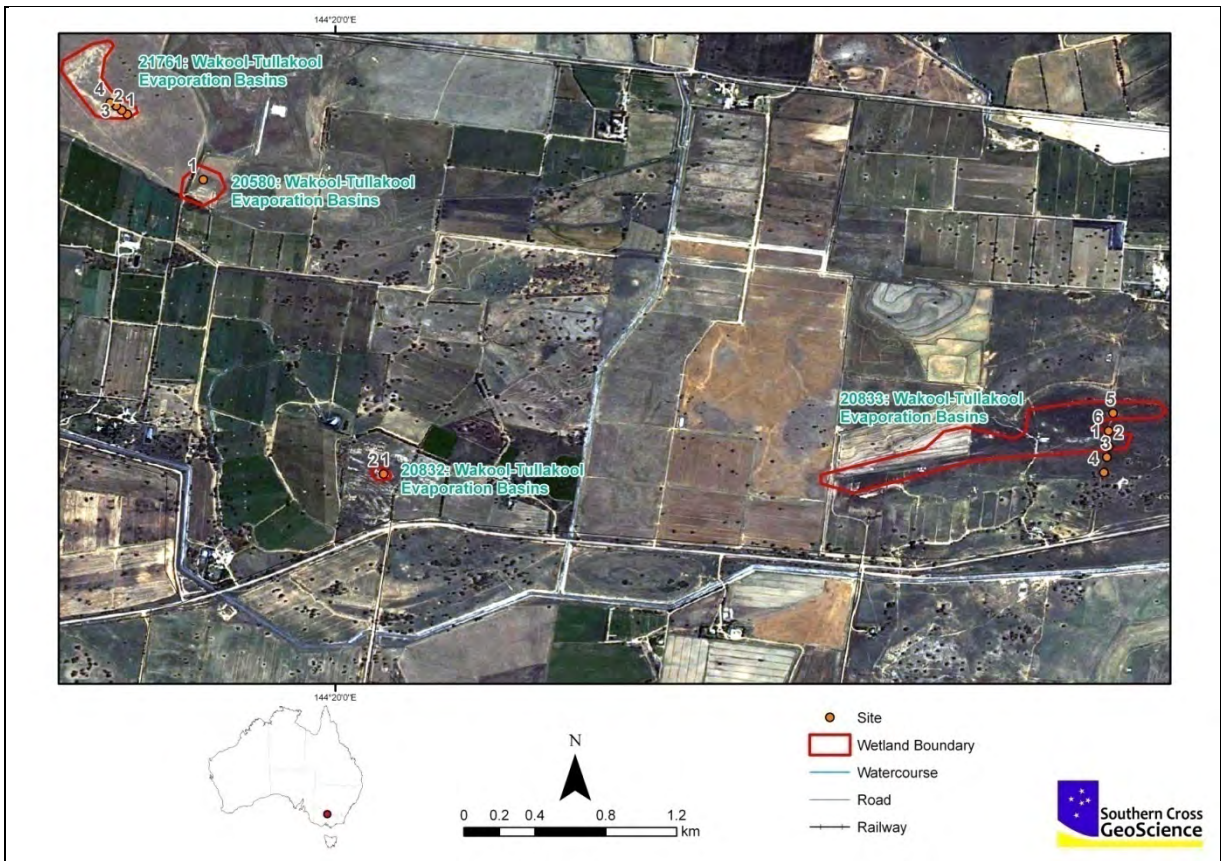 144°20'0"E
21761: Wakool-Tullakool
Evaporation Basins
4
2
1
3
1
20580: Wakool-Tullakool
Evaporation Basins
20833: Wakool-Tullakool
Evaporation Basins
5
6
1
2
3
4
2 1
20832: Wakool-Tullakool
Evaporation Basins
144°20'0"E
N
0 0.2 0.4 0.8 1.2
km
Site
Wetland Boundary
Watercourse
Road
Railway
Southern Cross
GeoScience